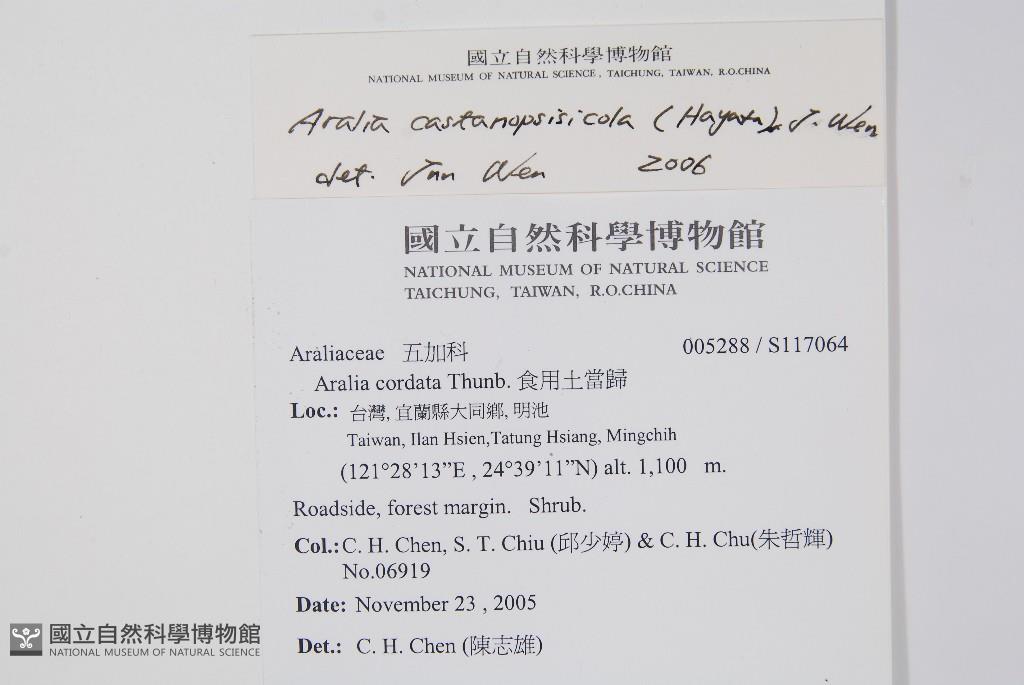 國立自然科學博物館
NATIONAL MUSEUM OF NATURAL SCIENCE, TAICHUNG, TAIWAN, R.O.CHINA
Aralia castanopsisicola (Hayata) J. Wen
det. Jun Wen 2006
國立自然科學博物館
NATIONAL MUSEUM OF NATURAL SCIENCE
TAICHUNG, TAIWAN, R.O.CHINA
Araliaceae 五加科 005288 / S117064
Aralia cordata Thunb. 食用土當歸
Loc.: 台灣, 宜蘭縣大同鄉, 明池
Taiwan, Ilan Hsien,Tatung Hsiang, Mingchih
(121°28’13”E , 24°39’11”N) alt. 1,100 m.
Roadside, forest margin. Shrub.
Col.: C. H. Chen, S. T. Chiu (邱少婷) & C. H. Chu(朱哲輝)
No.06919
Date: November 23 , 2005
Det.: C. H. Chen (陳志雄)
國立自然科學博物館
NATIONAL MUSEUM OF NATURAL SCIENCE